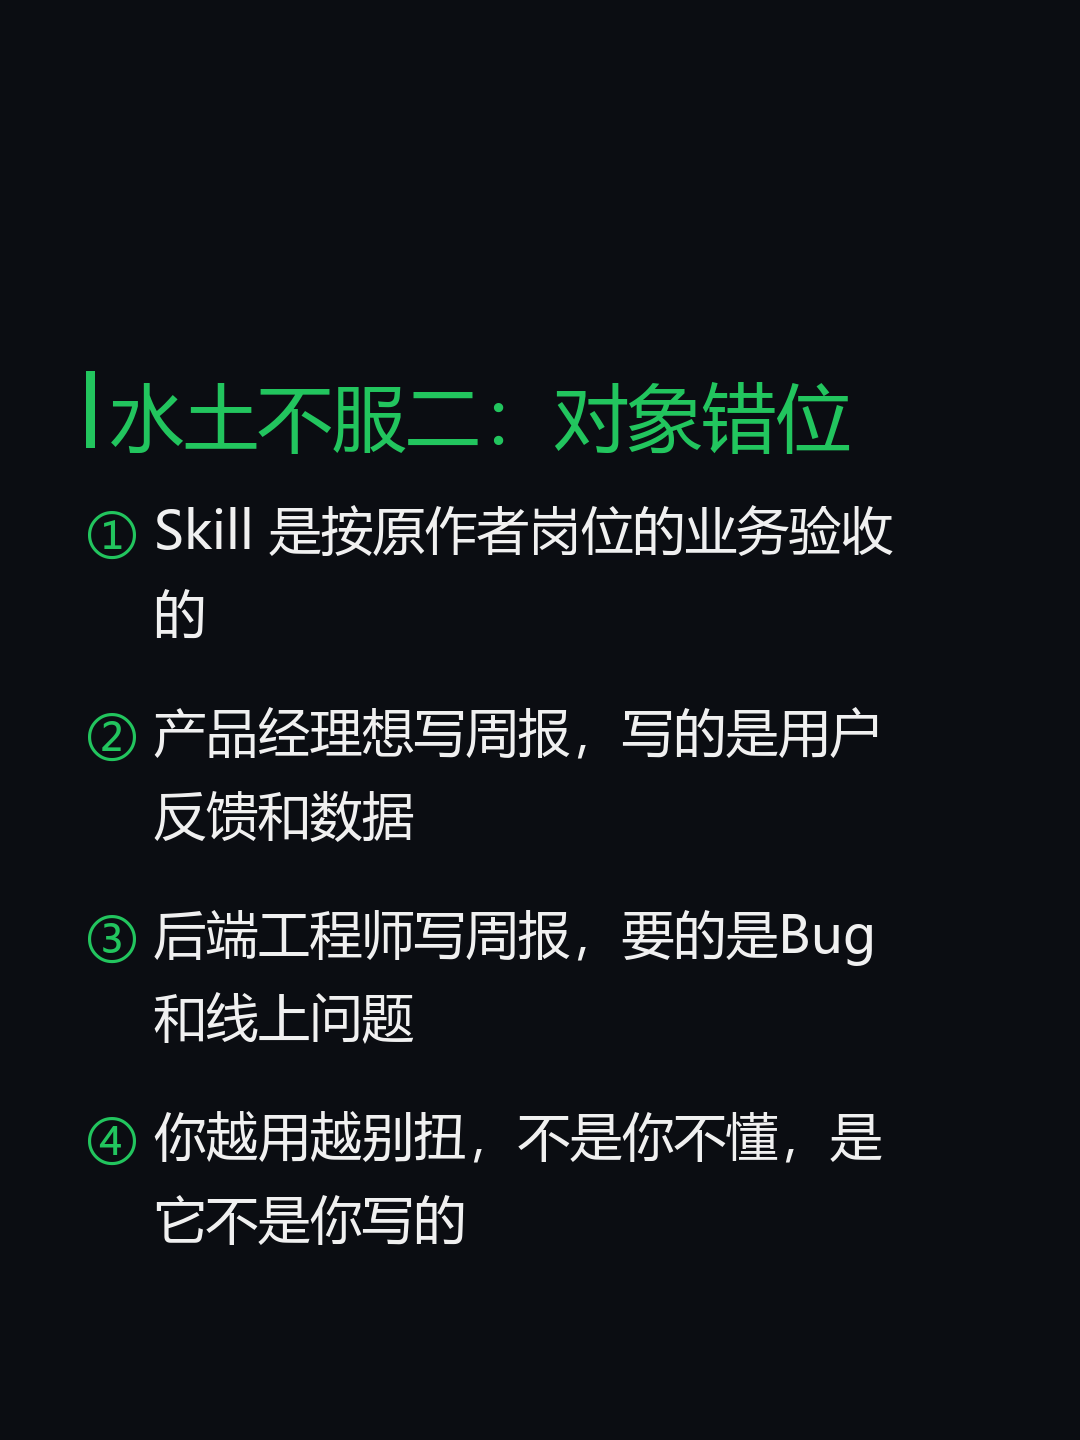 水土不服二：对象错位
① Skill 是按原作者岗位的业务验收
的
② 产品经理想写周报，写的是用户
反馈和数据
③ 后端工程师写周报，要的是Bug
和线上问题
④ 你越用越别扭，不是你不懂，是
它不是你写的